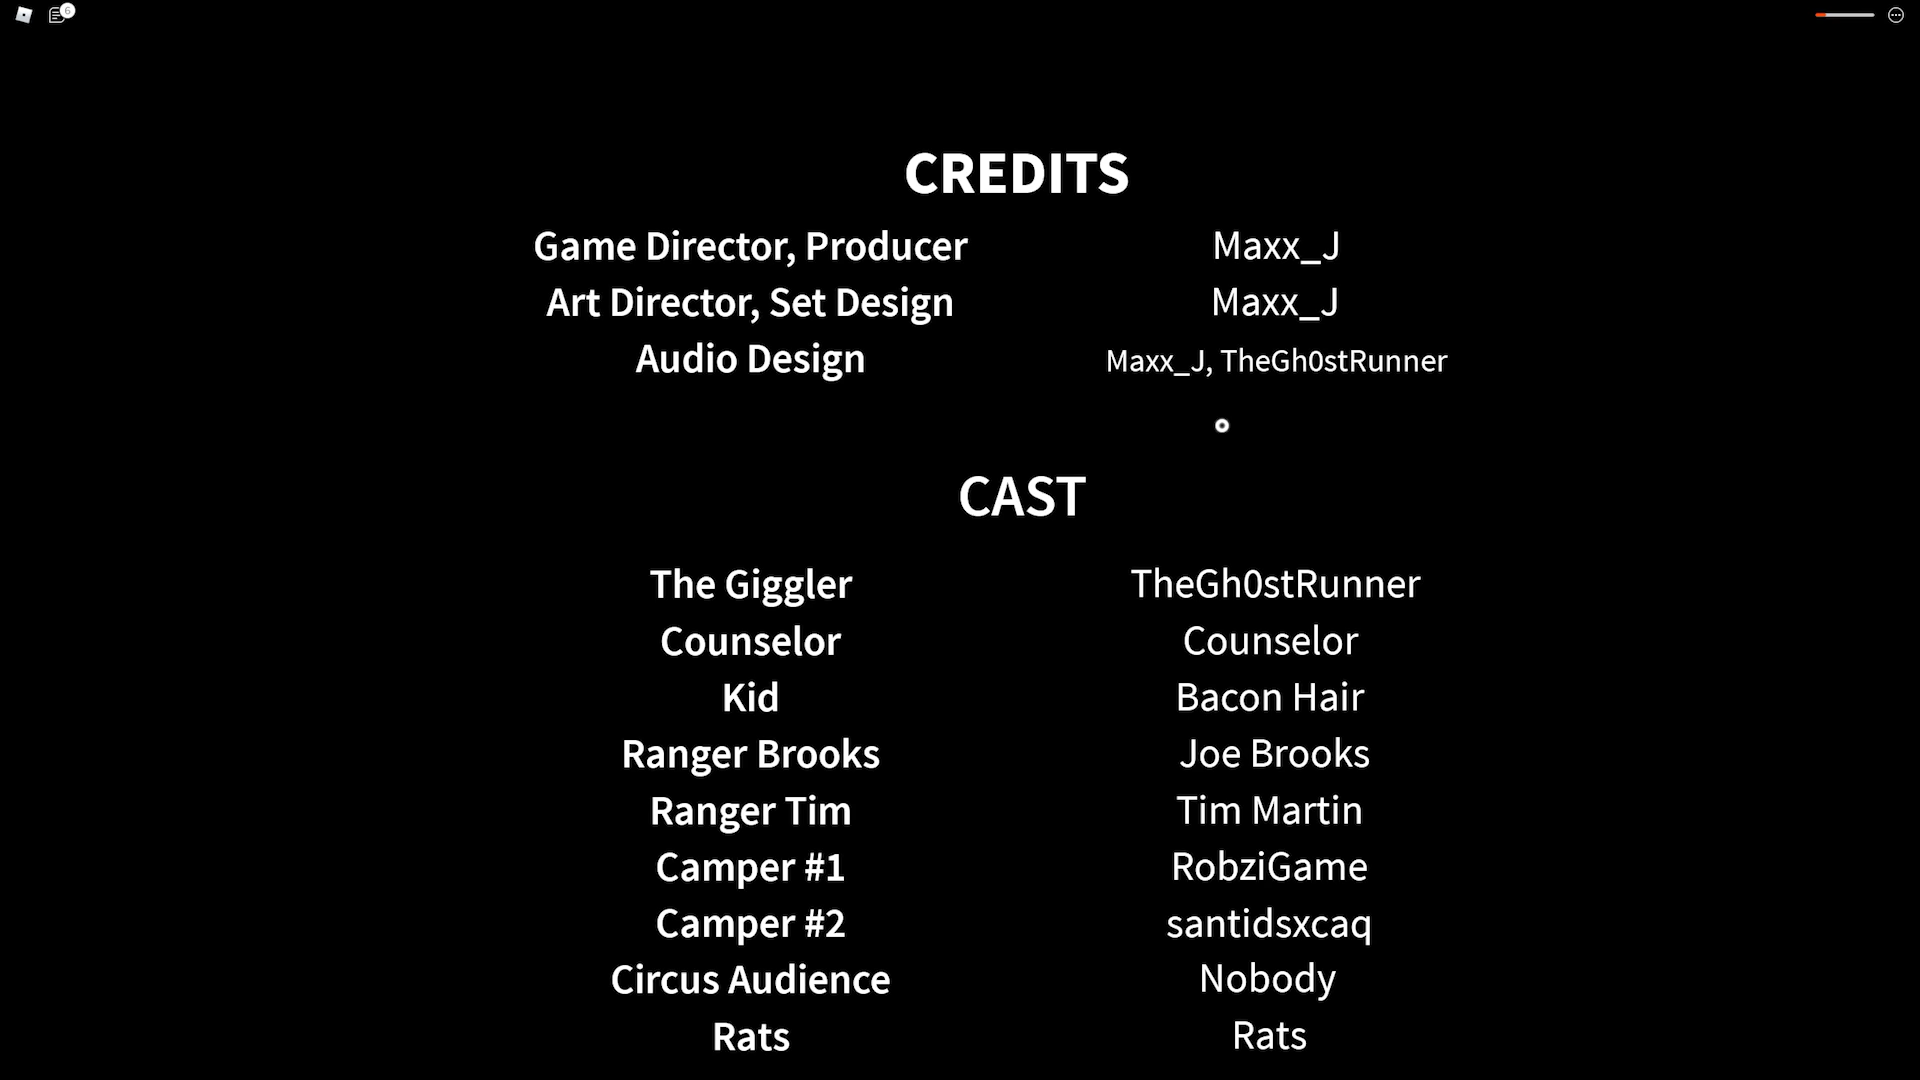 6
CREDITS
Game Director, Producer Maxx_J
Art Director, Set Design Maxx_J
Audio Design Maxx_J, TheGh0stRunner
CAST
The Giggler TheGh0stRunner
Counselor Counselor
Kid Bacon Hair
Ranger Brooks Joe Brooks
Ranger Tim Tim Martin
Camper #1 RobziGame
Camper #2 santidsxcaq
Circus Audience Nobody
Rats Rats